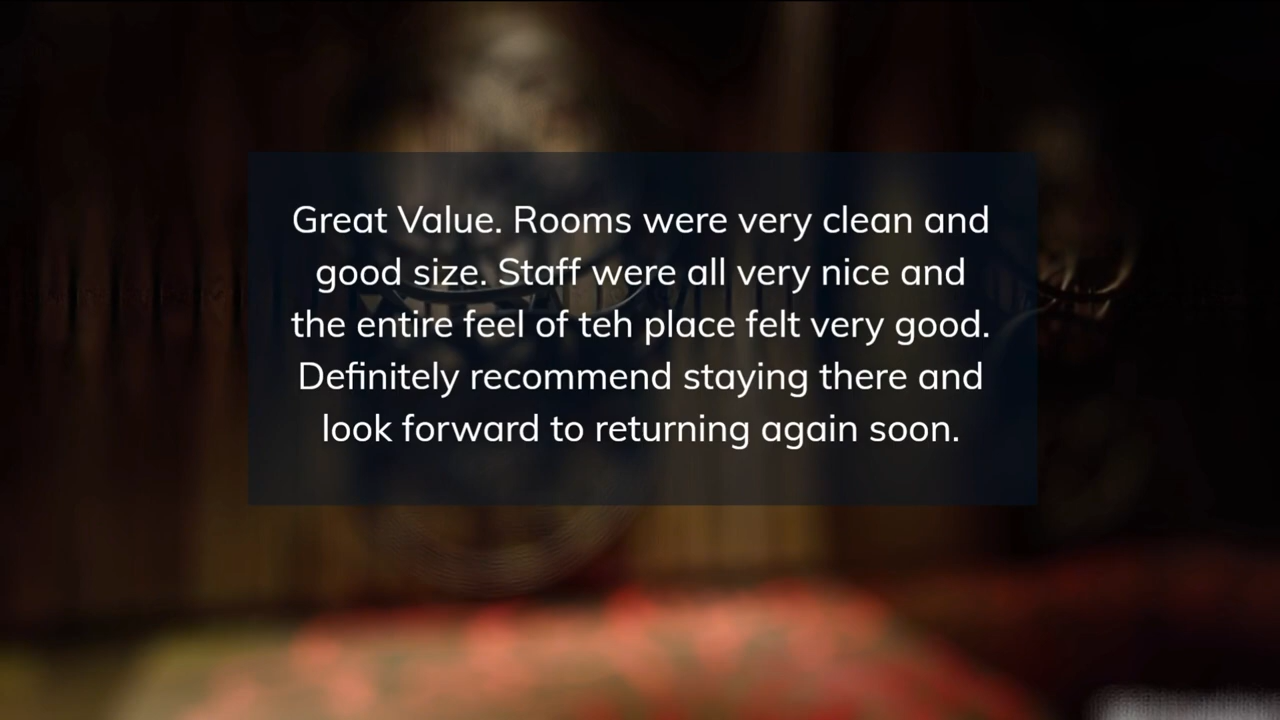 Great Value. Rooms were very clean and
good size. Staff were all very nice and
the entire feel of teh place felt very good.
Definitely recommend staying there and
look forward to returning again soon.